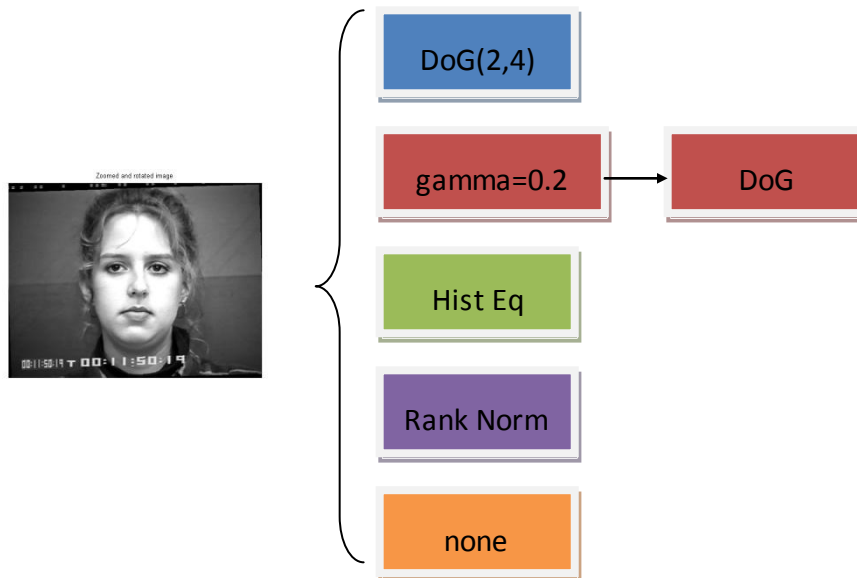 DoG(2,4)
gamma=0.2
DoG
Zoomed and rotated image
00:11:50:19 T00:11:50:19
Hist Eq
Rank Norm
none